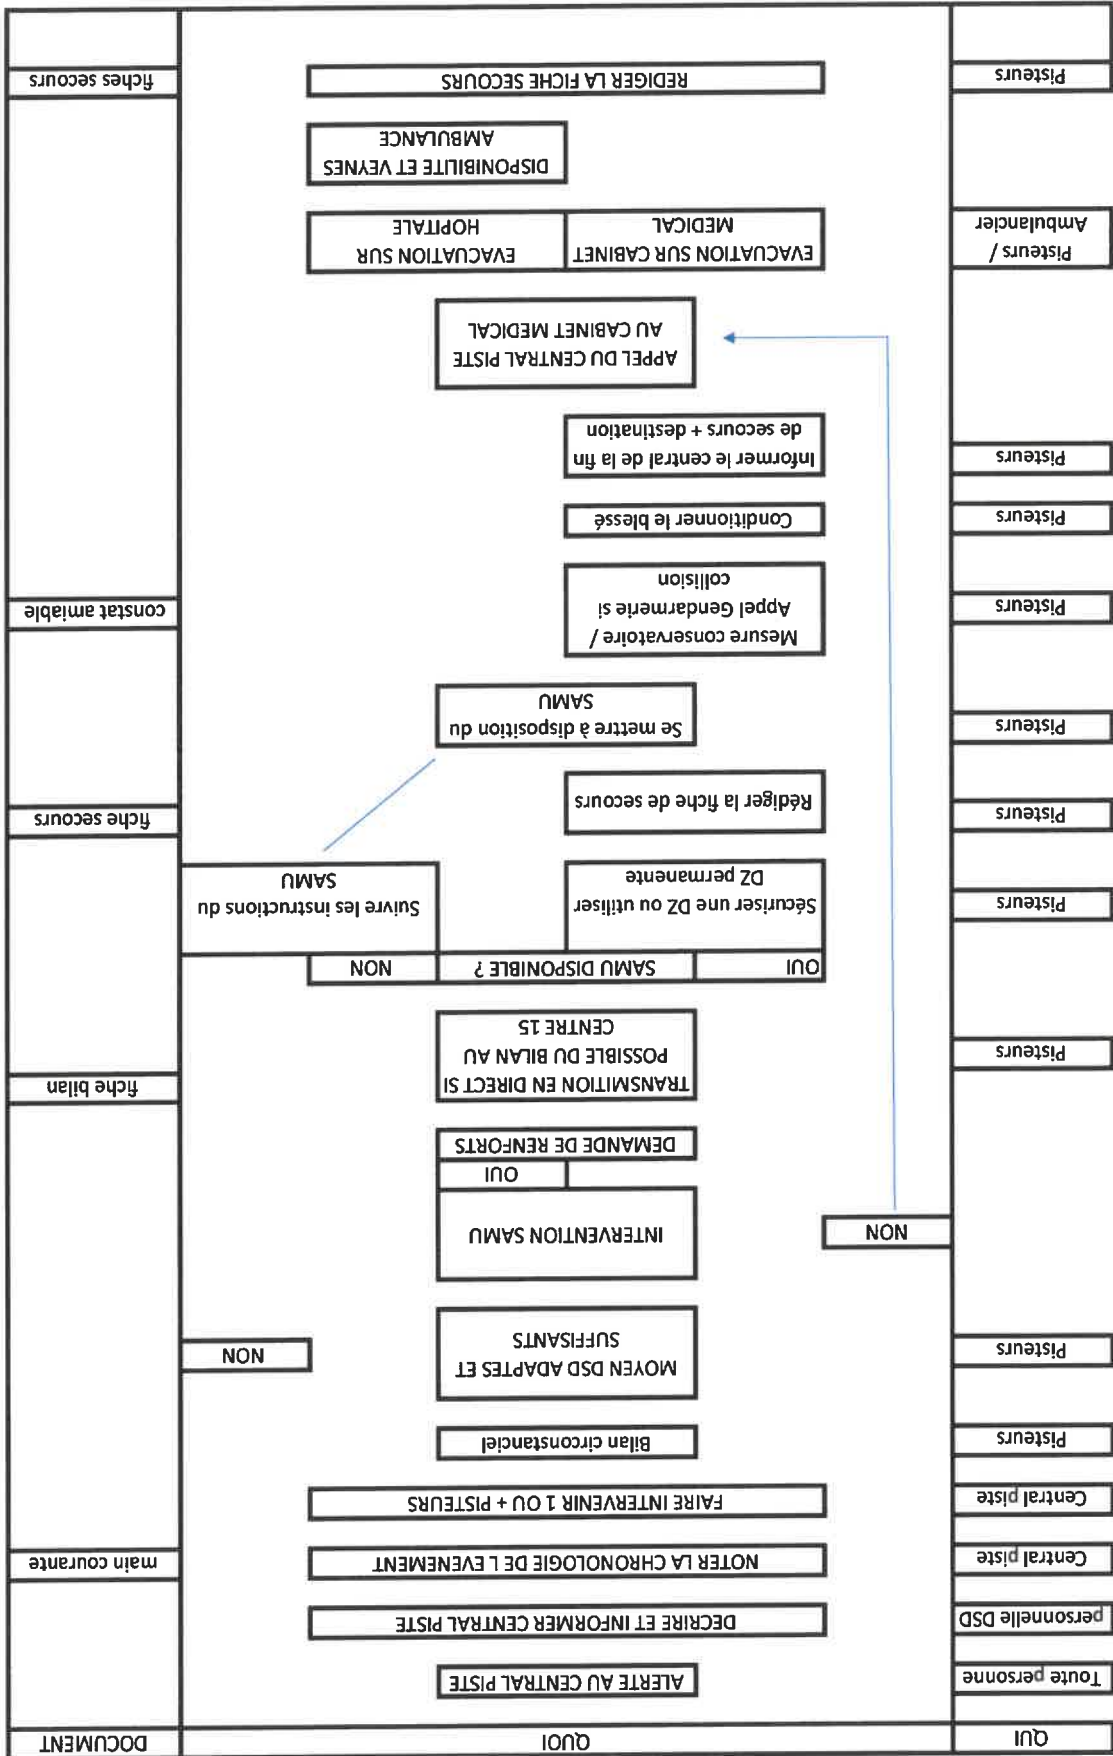 QUI QUOI DOCUMENT
Toute personne ALERTE AU CENTRAL PISTE
personnelle DSD DECRIRE ET INFORMER CENTRAL PISTE
Central piste NOTER LA CHRONOLOGIE DE L EVENEMENT main courante
Central piste FAIRE INTERVENIR 1 OU + PISTEURS
Pisteurs Bilan circonstanciel
Pisteurs MOYEN DSD ADAPTES ET
SUFFISANTS
NON
NON
INTERVENTION SAMU
OUI
DEMANDE DE RENFORTS
fiche bilan
Pisteurs TRANSMITION EN DIRECT SI
POSSIBLE DU BILAN AU
CENTRE 15
OUI SAMU DISPONIBLE ? NON
Pisteurs Sécuriser une DZ ou utiliser
DZ permanente
Suivre les instructions du
SAMU
Pisteurs Rédiger la fiche de secours fiche secours
Pisteurs Se mettre à disposition du
SAMU
Pisteurs Mesure conservatoire /
Appel Gendarmerie si
collision
constat amiable
Pisteurs Conditionner le blessé
Pisteurs Informer le central de la fin
de secours + destination
APPEL DU CENTRAL PISTE
AU CABINET MEDICAL
Pisteurs /
Ambulancier
EVACUATION SUR CABINET
MEDICAL
EVACUATION SUR
HOPITALE
DISPONIBILITE ET VEYNES
AMBULANCE
Pisteurs REDIGER LA FICHE SECOURS fiches secours